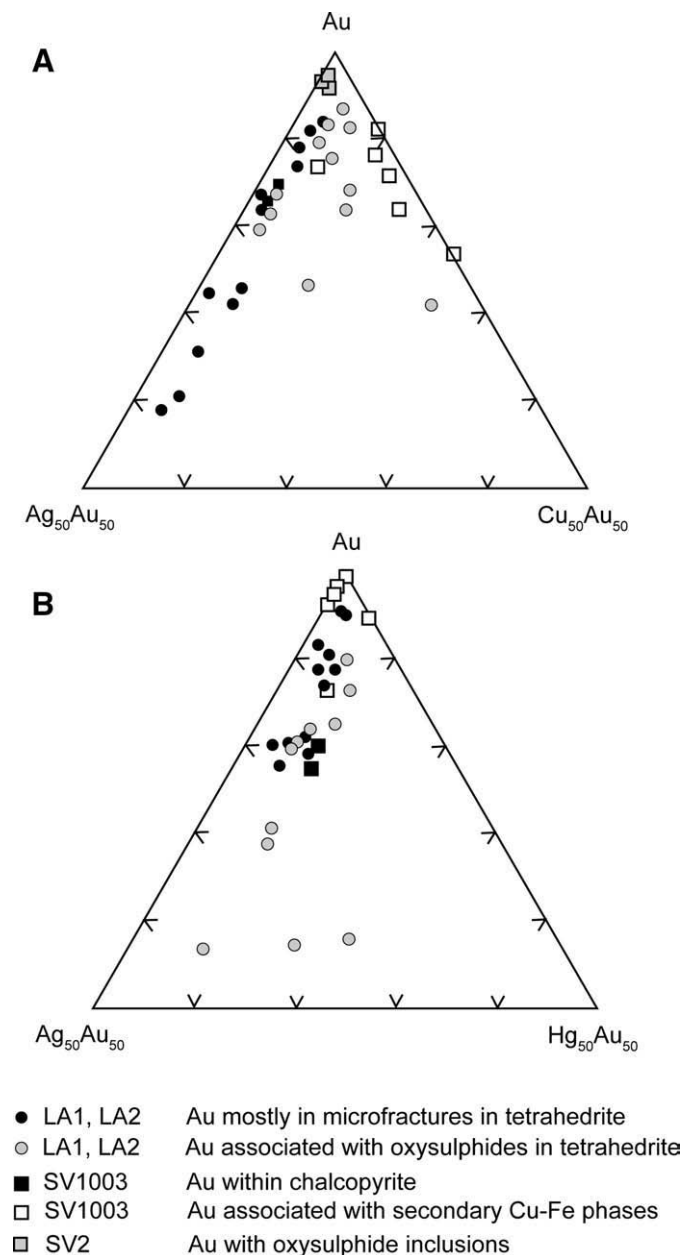 A
Au
Ag50Au50
Cu50Au50
B
Au
Ag50Au50
Hg50Au50
LA1, LA2 Au mostly in microfractures in tetrahedrite
LA1, LA2 Au associated with oxysulphides in tetrahedrite
SV1003 Au within chalcopyrite
SV1003 Au associated with secondary Cu-Fe phases
SV2 Au with oxysulphide inclusions